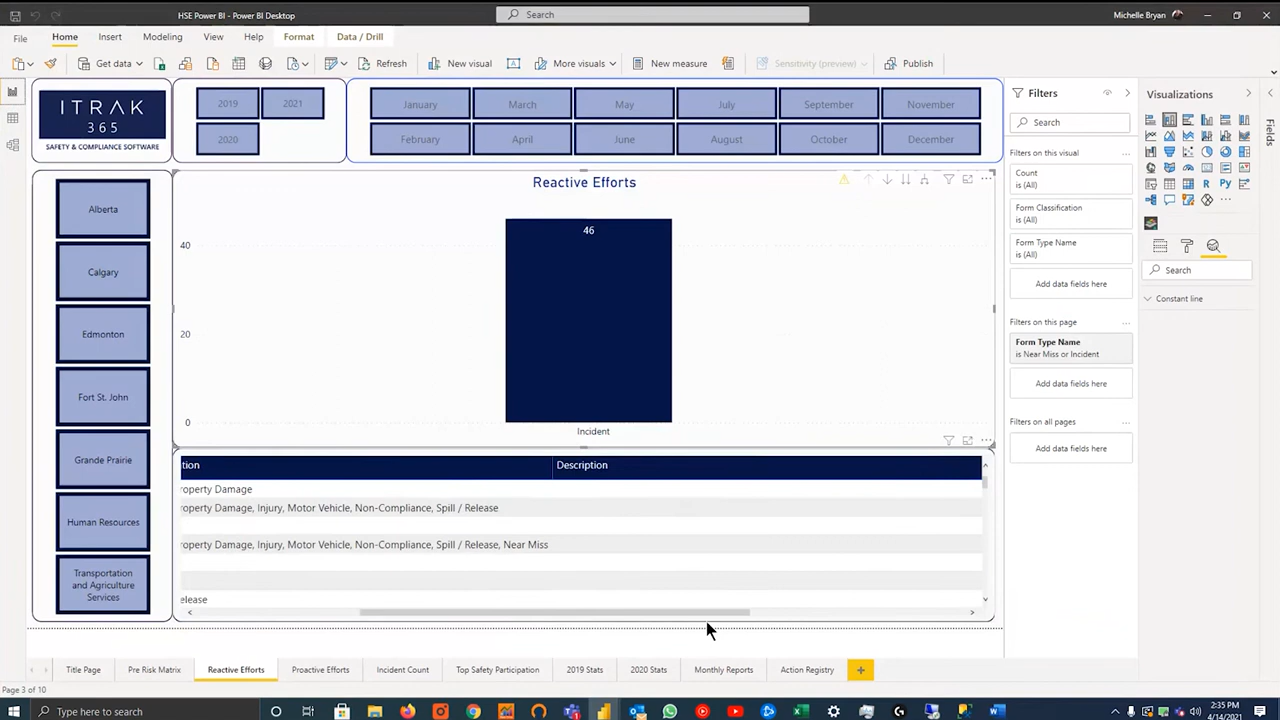 HSE Power BI - Power BI Desktop
Search
Michelle Bryan
File
Home
Insert
Modeling
View
Help
Format
Data / Drill
Get data
Refresh
New visual
More visuals
New measure
Sensitivity (preview)
Publish
ITRAK
365
SAFETY & COMPLIANCE SOFTWARE
2019
2021
2020
January
March
May
July
September
November
February
April
June
August
October
December
Alberta
Calgary
Edmonton
Fort St. John
Grande Prairie
Human Resources
Transportation
and Agriculture
Services
Reactive Efforts
40
20
0
46
Incident
tion
Description
roperty Damage
roperty Damage, Injury, Motor Vehicle, Non-Compliance, Spill / Release
roperty Damage, Injury, Motor Vehicle, Non-Compliance, Spill / Release, Near Miss
elease
Filters
Search
Filters on this visual
Count
is (All)
Form Classification
is (All)
Form Type Name
is (All)
Add data fields here
Filters on this page
Form Type Name
is Near Miss or Incident
Add data fields here
Filters on all pages
Add data fields here
Visualizations
R
Py
Search
Constant line
Fields
Title Page
Pre Risk Matrix
Reactive Efforts
Proactive Efforts
Incident Count
Top Safety Participation
2019 Stats
2020 Stats
Monthly Reports
Action Registry
Page 3 of 10
Type here to search
2:35 PM
4/14/2021